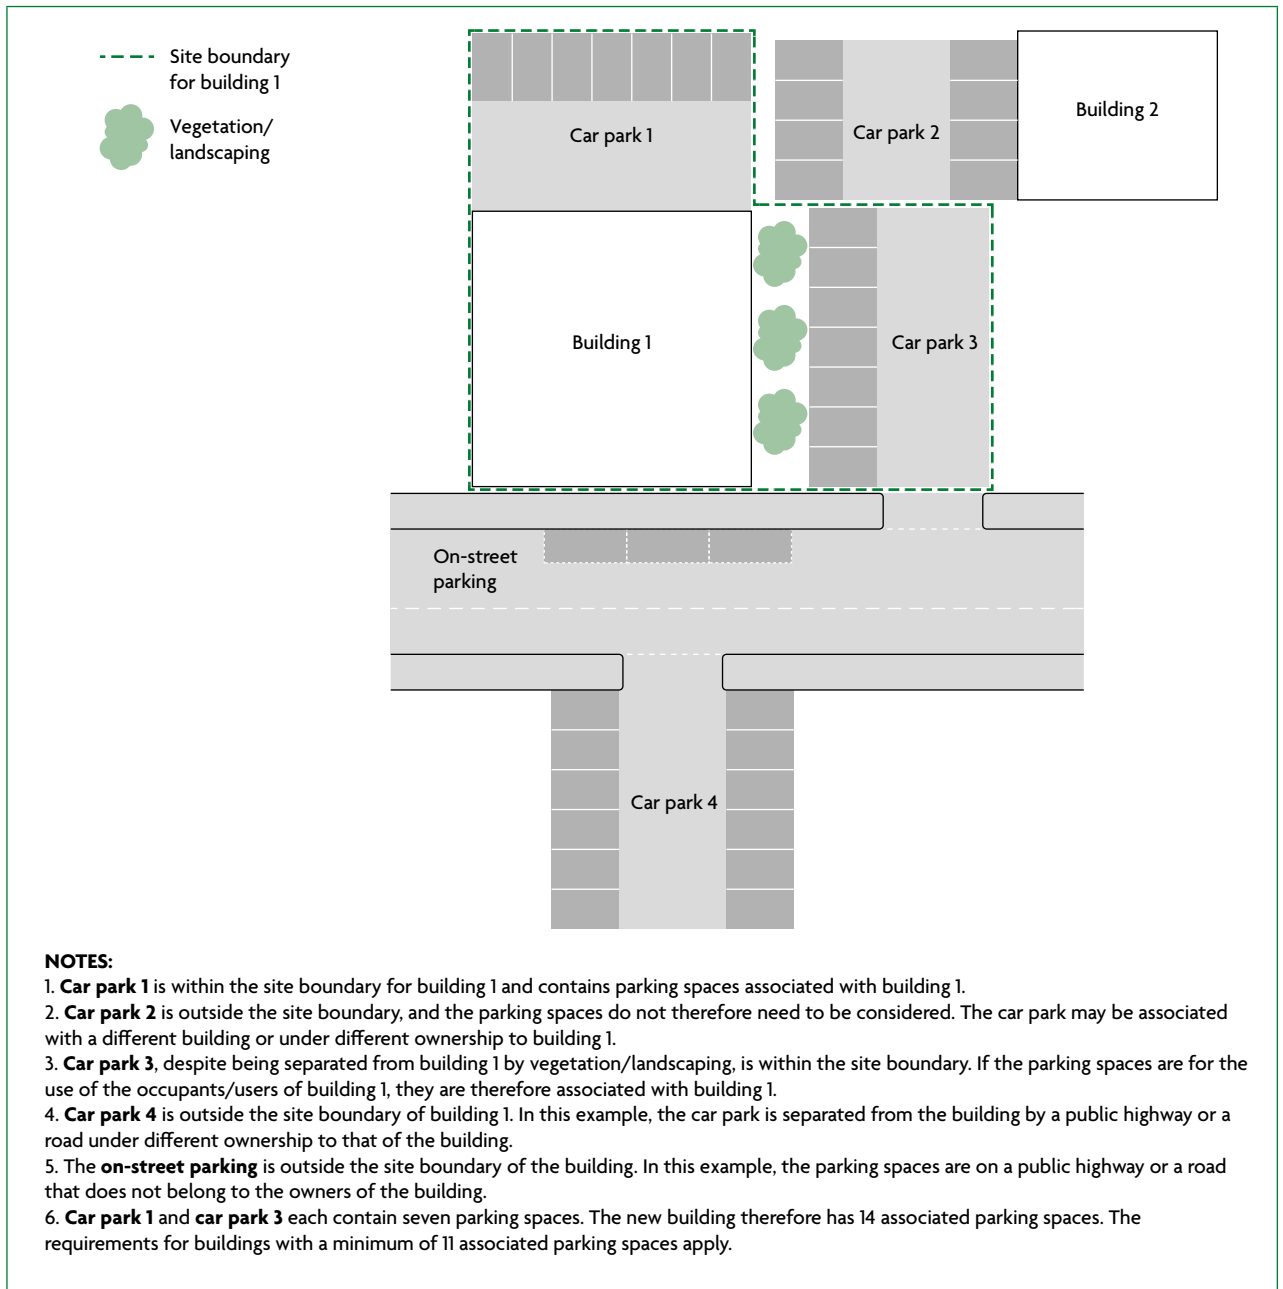 Site boundary
for building 1
Vegetation/
landscaping
Car park 1
Car park 2
Building 2
Building 1
Car park 3
On-street
parking
Car park 4
NOTES:
1. Car park 1 is within the site boundary for building 1 and contains parking spaces associated with building 1.
2. Car park 2 is outside the site boundary, and the parking spaces do not therefore need to be considered. The car park may be associated
with a different building or under different ownership to building 1.
3. Car park 3, despite being separated from building 1 by vegetation/landscaping, is within the site boundary. If the parking spaces are for the
use of the occupants/users of building 1, they are therefore associated with building 1.
4. Car park 4 is outside the site boundary of building 1. In this example, the car park is separated from the building by a public highway or a
road under different ownership to that of the building.
5. The on-street parking is outside the site boundary of the building. In this example, the parking spaces are on a public highway or a road
that does not belong to the owners of the building.
6. Car park 1 and car park 3 each contain seven parking spaces. The new building therefore has 14 associated parking spaces. The
requirements for buildings with a minimum of 11 associated parking spaces apply.